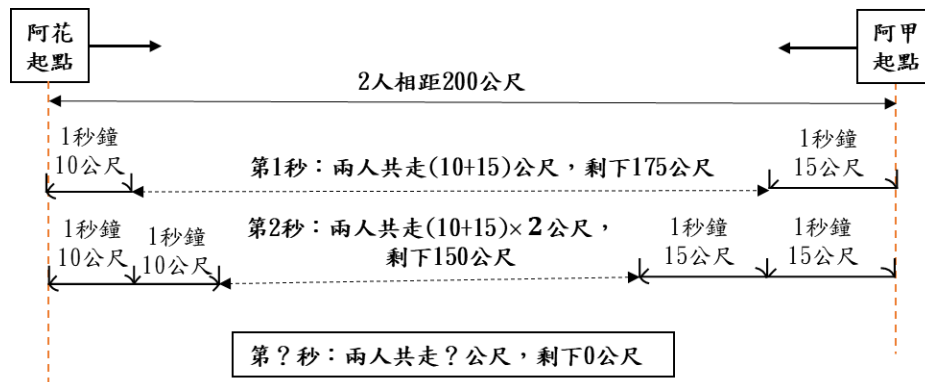 阿花
起點
阿甲
起點
2人相距200公尺
1秒鐘
10公尺
第1秒：兩人共走(10+15)公尺，剩下175公尺
1秒鐘
15公尺
1秒鐘
10公尺
1秒鐘
10公尺
第2秒：兩人共走(10+15)×2公尺，
剩下150公尺
1秒鐘
15公尺
1秒鐘
15公尺
第？秒：兩人共走？公尺，剩下0公尺